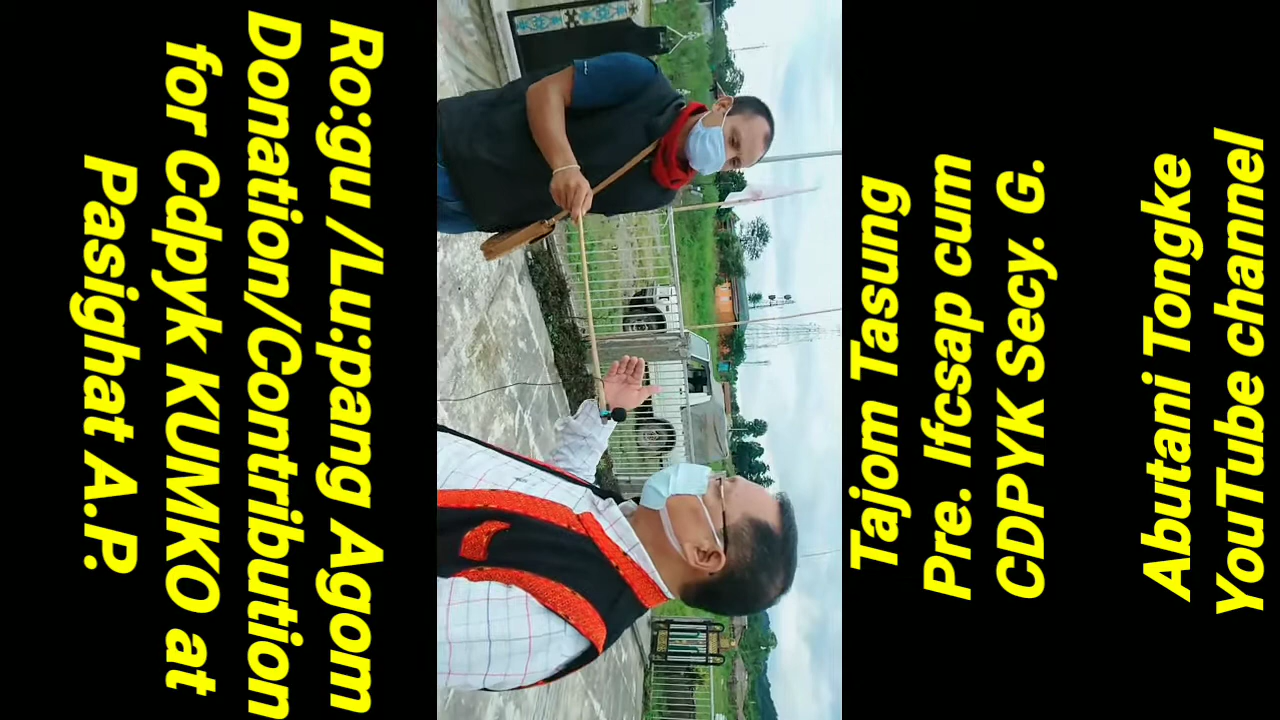 YouTube channel
Abutani Tongke
CDPYK Secy. G.
Pre. Ifcssap cum
Tajom Tasung
Ro:gu /Lu:pang Agom
Donation/Contribution
for Cdpyk KUMKO at
Pasighat A.P.